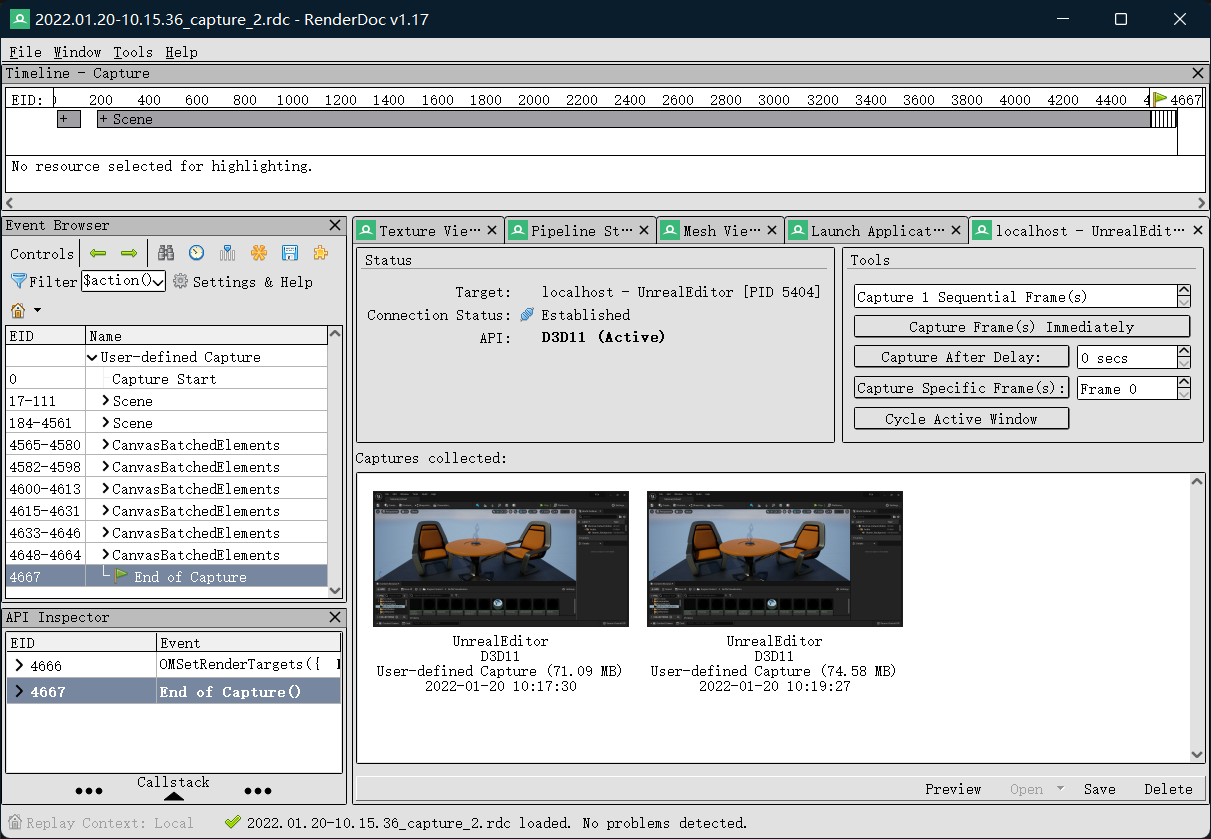 2022.01.20-10.15.36_capture_2.rdc - RenderDoc v1.17
File Window Tools Help
Timeline - Capture
EID: 200 400 600 800 1000 1200 1400 1600 1800 2000 2200 2400 2600 2800 3000 3200 3400 3600 3800 4000 4200 4400 4667
+ + Scene
No resource selected for highlighting.
Event Browser
Controls
Filter $action() Settings & Help
EID Name
User-defined Capture
0 Capture Start
17-111 Scene
184-4561 Scene
4565-4580 CanvasBatchedElements
4582-4598 CanvasBatchedElements
4600-4613 CanvasBatchedElements
4615-4631 CanvasBatchedElements
4633-4646 CanvasBatchedElements
4648-4664 CanvasBatchedElements
4667 End of Capture
API Inspector
EID Event
4666 OMSetRenderTargets({
4667 End of Capture()
Callstack
Texture Vie··· Pipeline St··· Mesh Vie··· Launch Applicat··· localhost - UnrealEdit···
Status
Target: localhost - UnrealEditor [PID 5404]
Connection Status: Established
API: D3D11 (Active)
Tools
Capture 1 Sequential Frame(s)
Capture Frame(s) Immediately
Capture After Delay: 0 secs
Capture Specific Frame(s): Frame 0
Cycle Active Window
Captures collected:
UnrealEditor
D3D11
User-defined Capture (71.09 MB)
2022-01-20 10:17:30
UnrealEditor
D3D11
User-defined Capture (74.58 MB)
2022-01-20 10:19:27
Preview Open Save Delete
Replay Context: Local 2022.01.20-10.15.36_capture_2.rdc loaded. No problems detected.